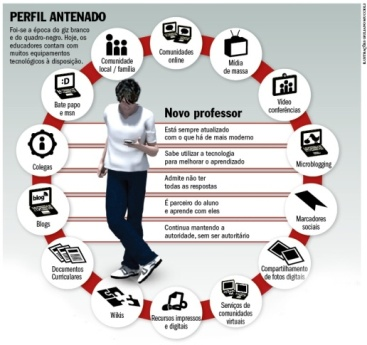 PERFIL ANTENADO
Foi-se a época do giz branco
e do quadro-negro. Hoje, os
educadores contam com
muitos equipamentos
tecnológicos à disposição.
Comunidade
local / família
Comunidades
online
Mídia
de massa
Vídeo
conferências
Microblogging
Marcadores
sociais
Compartilhamento
de fotos digitais
Serviços de
comunidades
virtuais
Recursos impressos
e digitais
Wikis
Documentos
Curriculares
blog
Blogs
Colegas
:D
Bate papo
e msn
Novo professor
Está sempre atualizado
com o que há de mais moderno
Sabe utilizar a tecnologia
para melhorar o aprendizado
Admite não ter
todas as respostas
É parceiro do aluno
e aprende com eles
Continua mantendo a
autoridade, sem ser autoritário